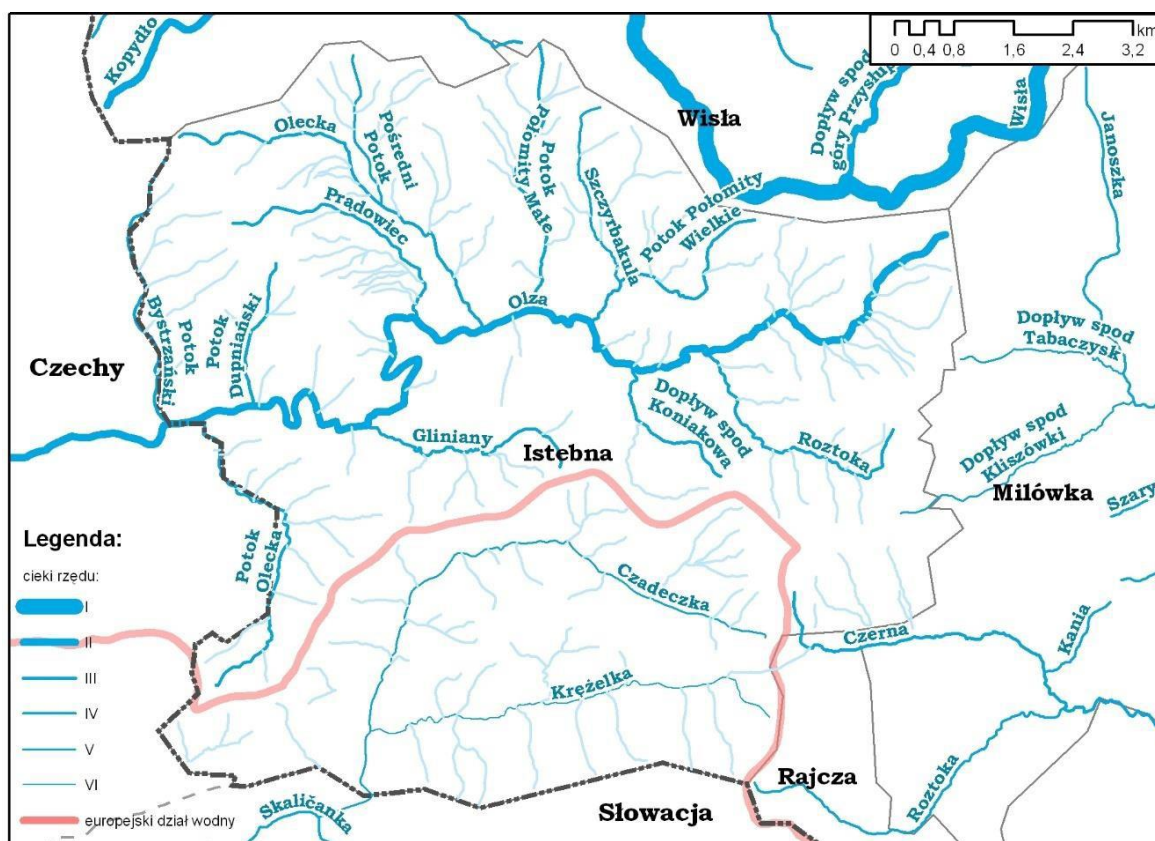 Kopydło
km
0 0,4 0,8 1,6 2,4 3,2
Olecka
Pośredni
Potok
Prądowiec
Potok
Połomity Małe
Szczyrbakula
Wisła
Dopływ spod
góry Przysłup
Wisła
Janoszka
Potok Połomity
Wielkie
Olza
Potok
Bystrzański
Potok
Dupniański
Czechy
Dopływ spod
Tabaczysk
Gliniany
Istebna
Dopływ spod
Koniakowa
Roztoka
Dopływ spod
Kliszówki
Milówka
Szary
Potok
Olecka
Czadeczka
Czerna
Kania
Krężelka
Rajcza
Roztoka
Słowacja
Skaličanka
Legenda:
cieki rzędu:
I
II
III
IV
V
VI
europejski dział wodny